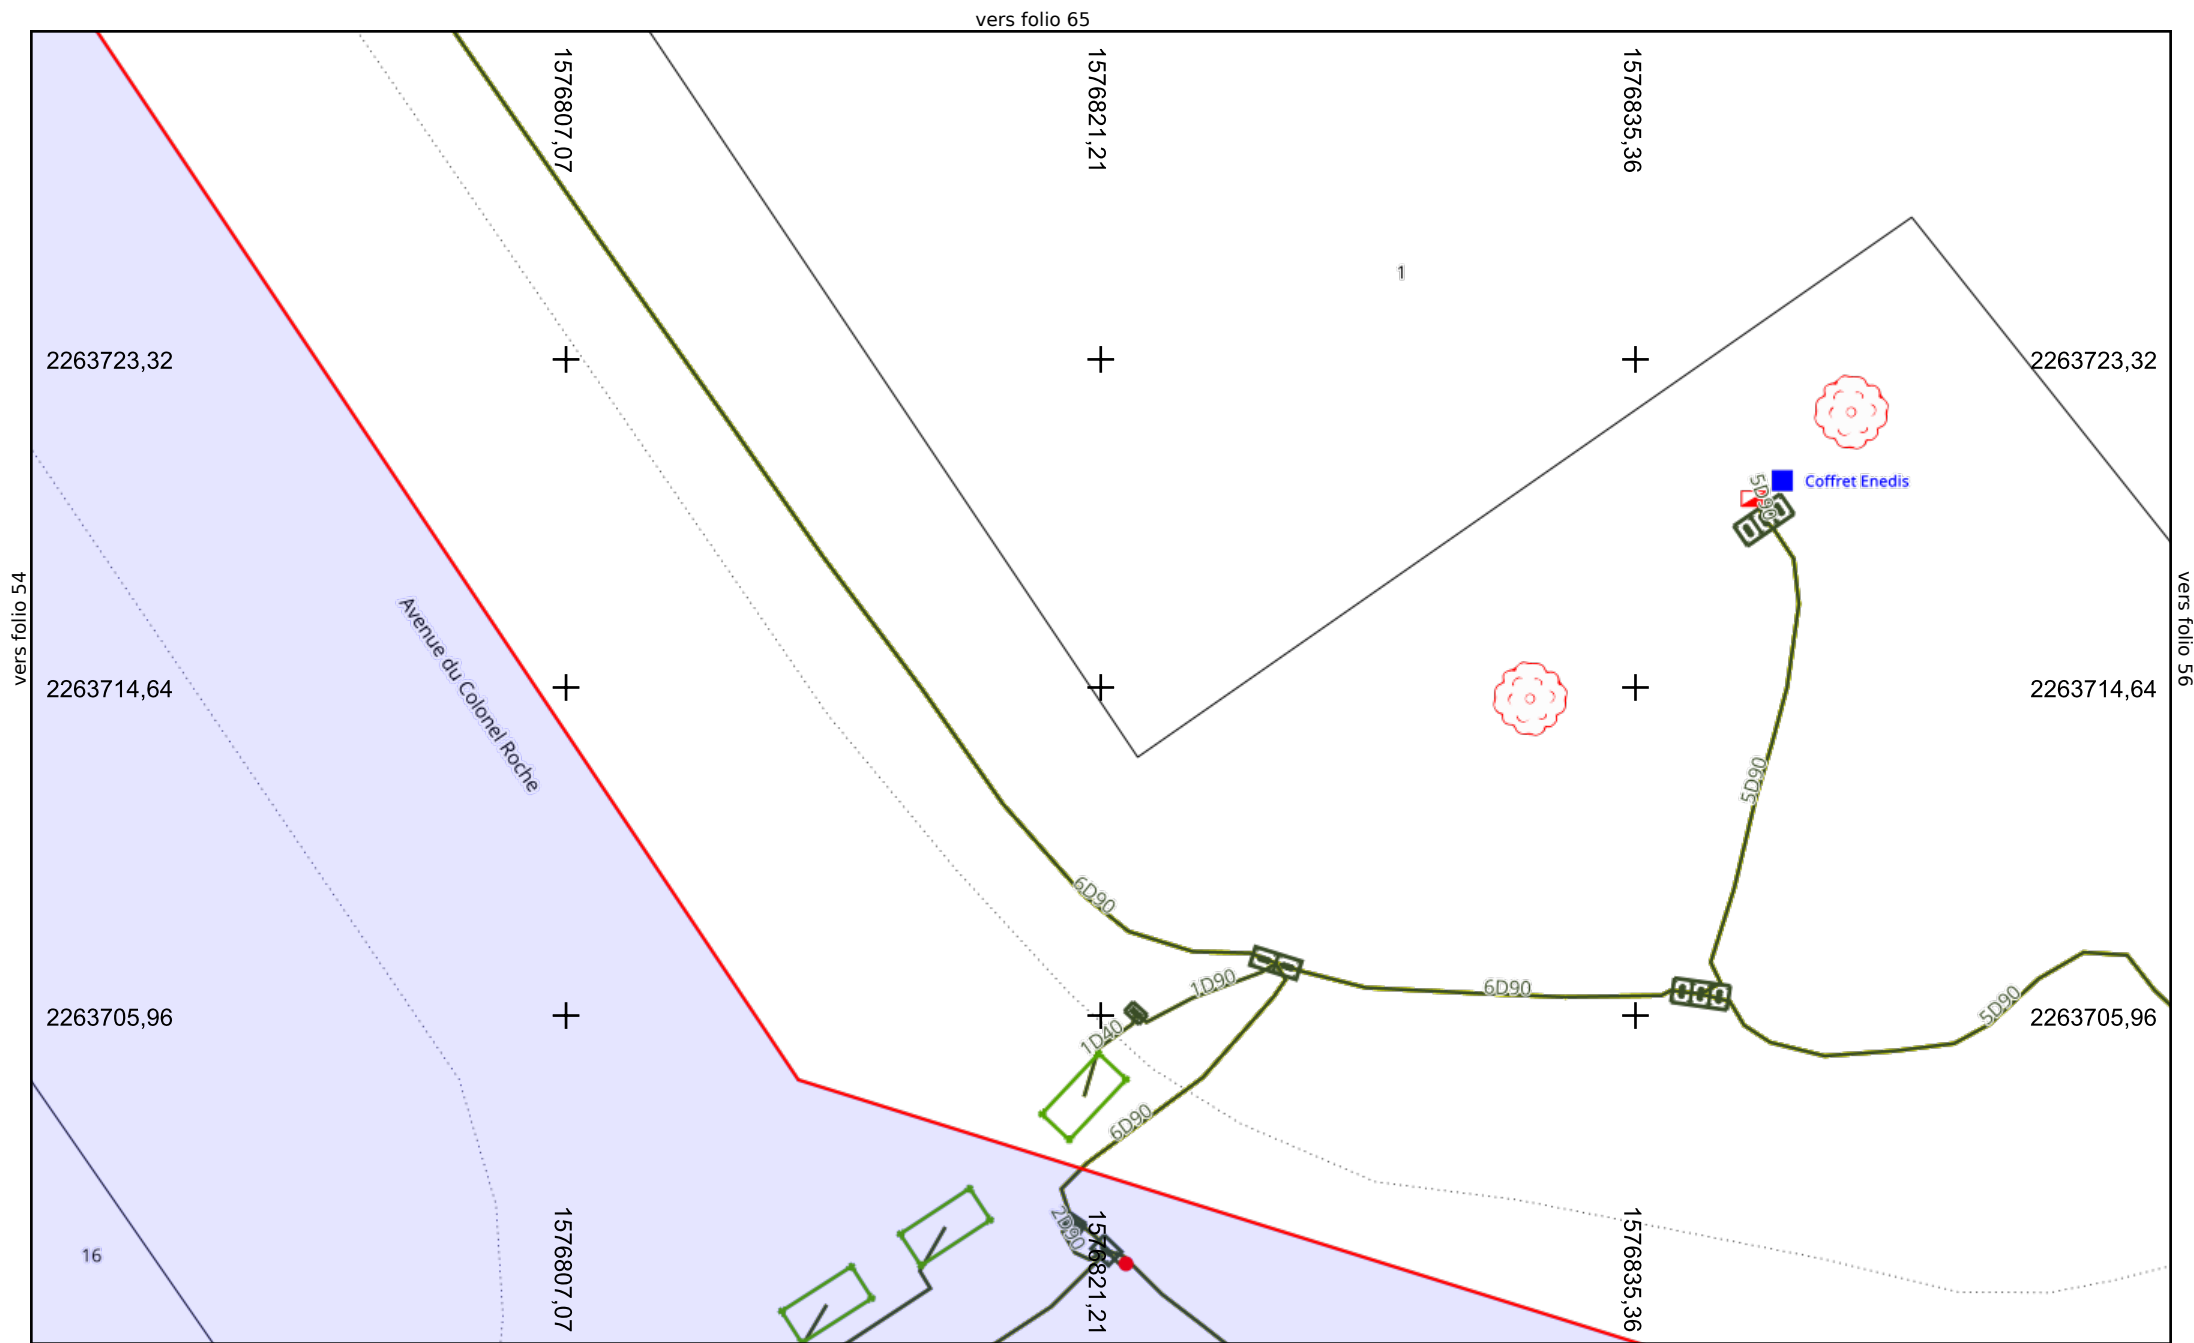 vers folio 65
1576807,07
1576821,21
1576835,36
1
2263723,32
2263723,32
5D90
Coffret Enedis
vers folio 54
Avenue du Colonel Roche
vers folio 56
2263714,64
2263714,64
5D90
6D90
1D90
6D90
5D90
2263705,96
2263705,96
1D40
6D90
2D90
16
1576807,07
1576821,21
1576835,36